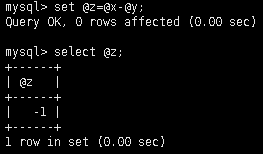 mysql> set @z=@x-@y;
Query OK, 0 rows affected (0.00 sec)
mysql> select @z;
+------+
| @z   |
+------+
|   -1 |
+------+
1 row in set (0.00 sec)